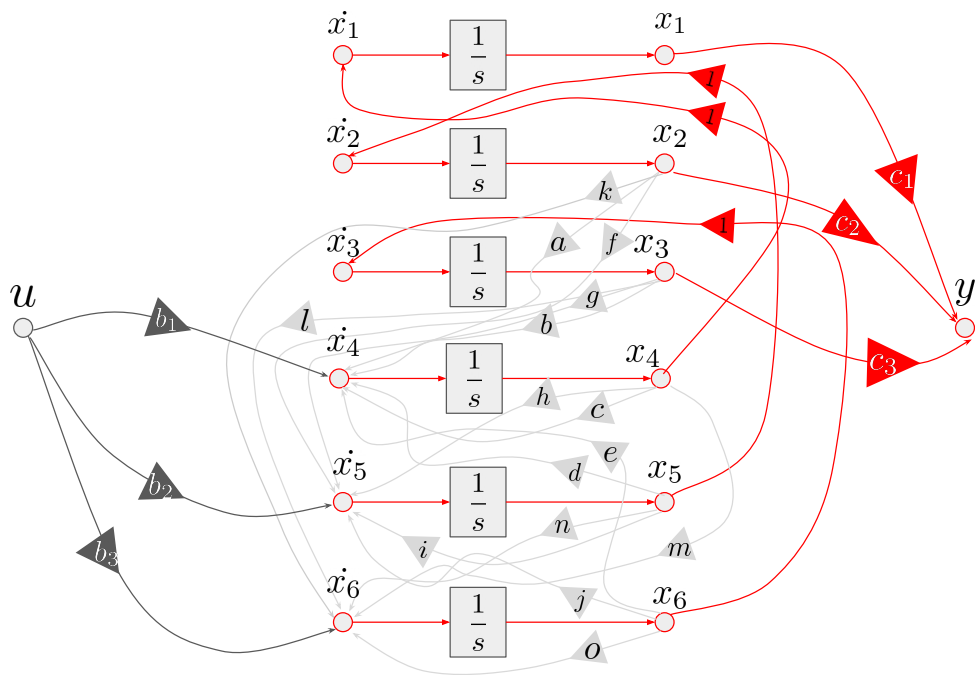 ẋ₁ 1/s x₁
1
1
ẋ₂ 1/s x₂
k
c₁
a f
c₂
1
ẋ₃ 1/s x₃
g
u
b₁ l b
y
ẋ₄ 1/s x₄
c₃
h c
e
d
ẋ₅ 1/s x₅
b₂
n
i m
b₃
ẋ₆ 1/s x₆
j
o